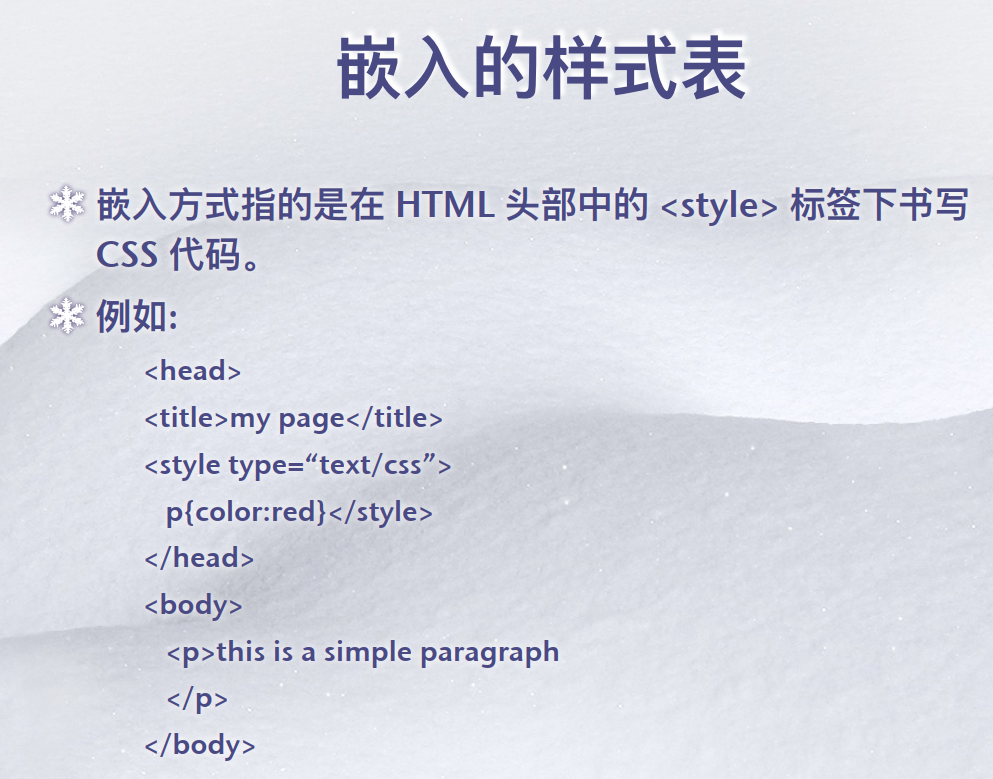 嵌入的样式表
嵌入方式指的是在 HTML 头部中的 <style> 标签下书写
CSS 代码。
例如:
<head>
<title>my page</title>
<style type=“text/css”>
p{color:red}</style>
</head>
<body>
<p>this is a simple paragraph
</p>
</body>